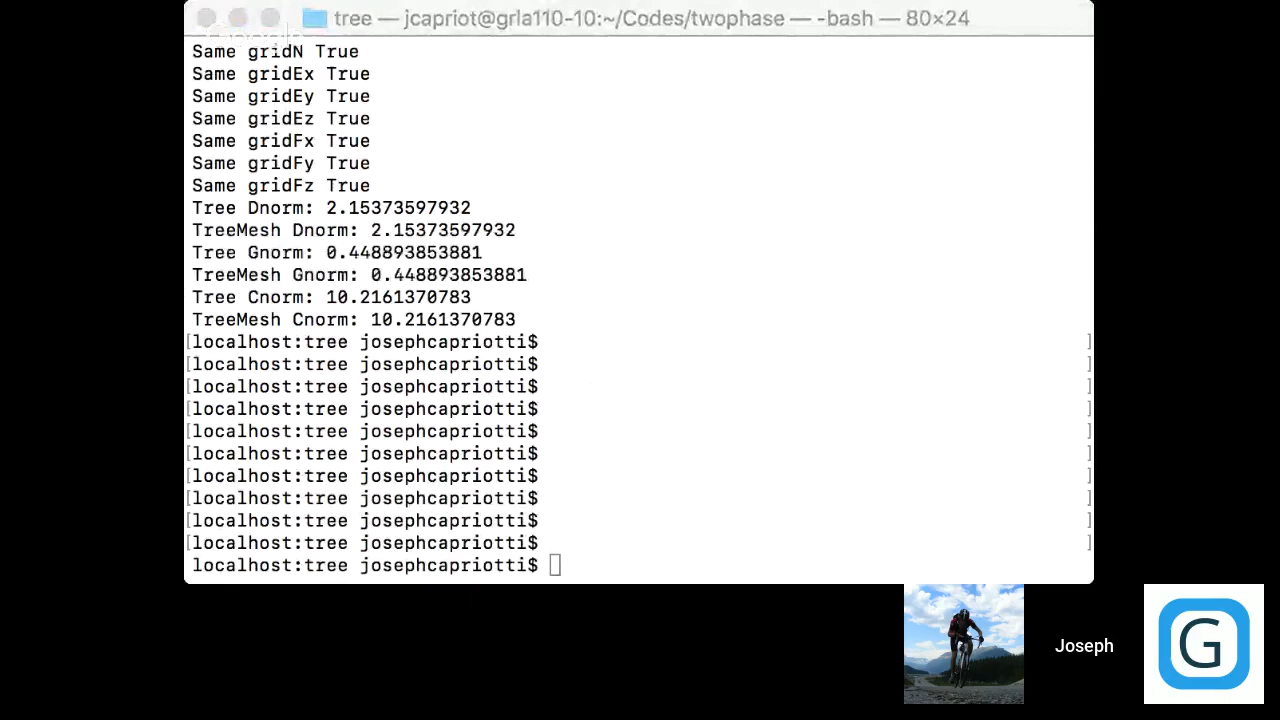 tree — jcapriot@grla110-10:~/Codes/twophase — -bash — 80×24
Same gridN True
Same gridEx True
Same gridEy True
Same gridEz True
Same gridFx True
Same gridFy True
Same gridFz True
Tree Dnorm: 2.15373597932
TreeMesh Dnorm: 2.15373597932
Tree Gnorm: 0.448893853881
TreeMesh Gnorm: 0.448893853881
Tree Cnorm: 10.2161370783
TreeMesh Cnorm: 10.2161370783
[localhost:tree josephcapriotti$ ]
[localhost:tree josephcapriotti$ ]
[localhost:tree josephcapriotti$ ]
[localhost:tree josephcapriotti$ ]
[localhost:tree josephcapriotti$ ]
[localhost:tree josephcapriotti$ ]
[localhost:tree josephcapriotti$ ]
[localhost:tree josephcapriotti$ ]
[localhost:tree josephcapriotti$ ]
[localhost:tree josephcapriotti$ ]
localhost:tree josephcapriotti$
Joseph
G